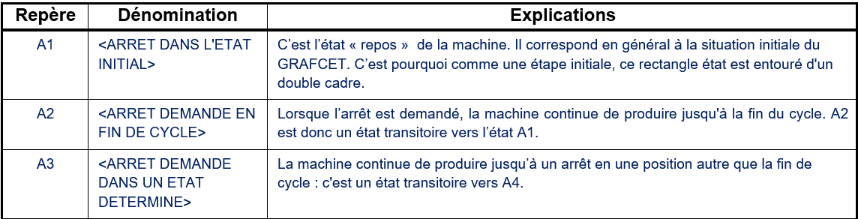 Repère Dénomination Explications
A1 <ARRET DANS L'ETAT C'est l'état « repos » de la machine. Il correspond en général à la situation initiale du
INITIAL> GRAFCET. C'est pourquoi comme une étape initiale, ce rectangle état est entouré d'un
double cadre.
A2 <ARRET DEMANDE EN Lorsque l'arrêt est demandé, la machine continue de produire jusqu'à la fin du cycle. A2
FIN DE CYCLE> est donc un état transitoire vers l'état A1.
A3 <ARRET DEMANDE La machine continue de produire jusqu'à un arrêt en une position autre que la fin de
DANS UN ETAT cycle : c'est un état transitoire vers A4.
DETERMINE>